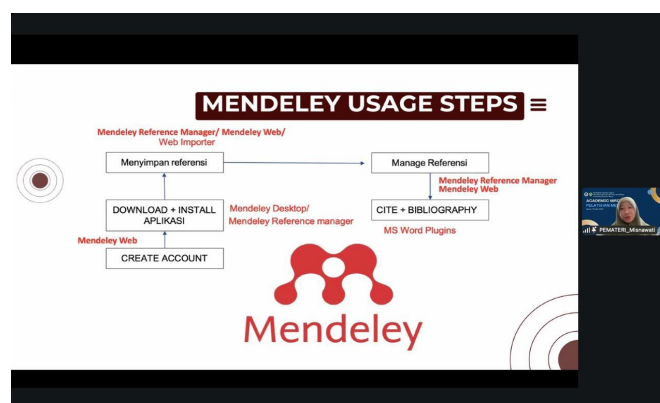 MENDELEY USAGE STEPS
Mendeley Reference Manager/ Mendeley Web/
Web Importer
Menyimpan referensi
Manage Referensi
Mendeley Reference Manager
Mendeley Web
DOWNLOAD + INSTALL
APLIKASI
Mendeley Desktop/
Mendeley Reference manager
CITE + BIBLIOGRAPHY
MS Word Plugins
Mendeley Web
CREATE ACCOUNT
Mendeley
PEMATERI_Misnawati